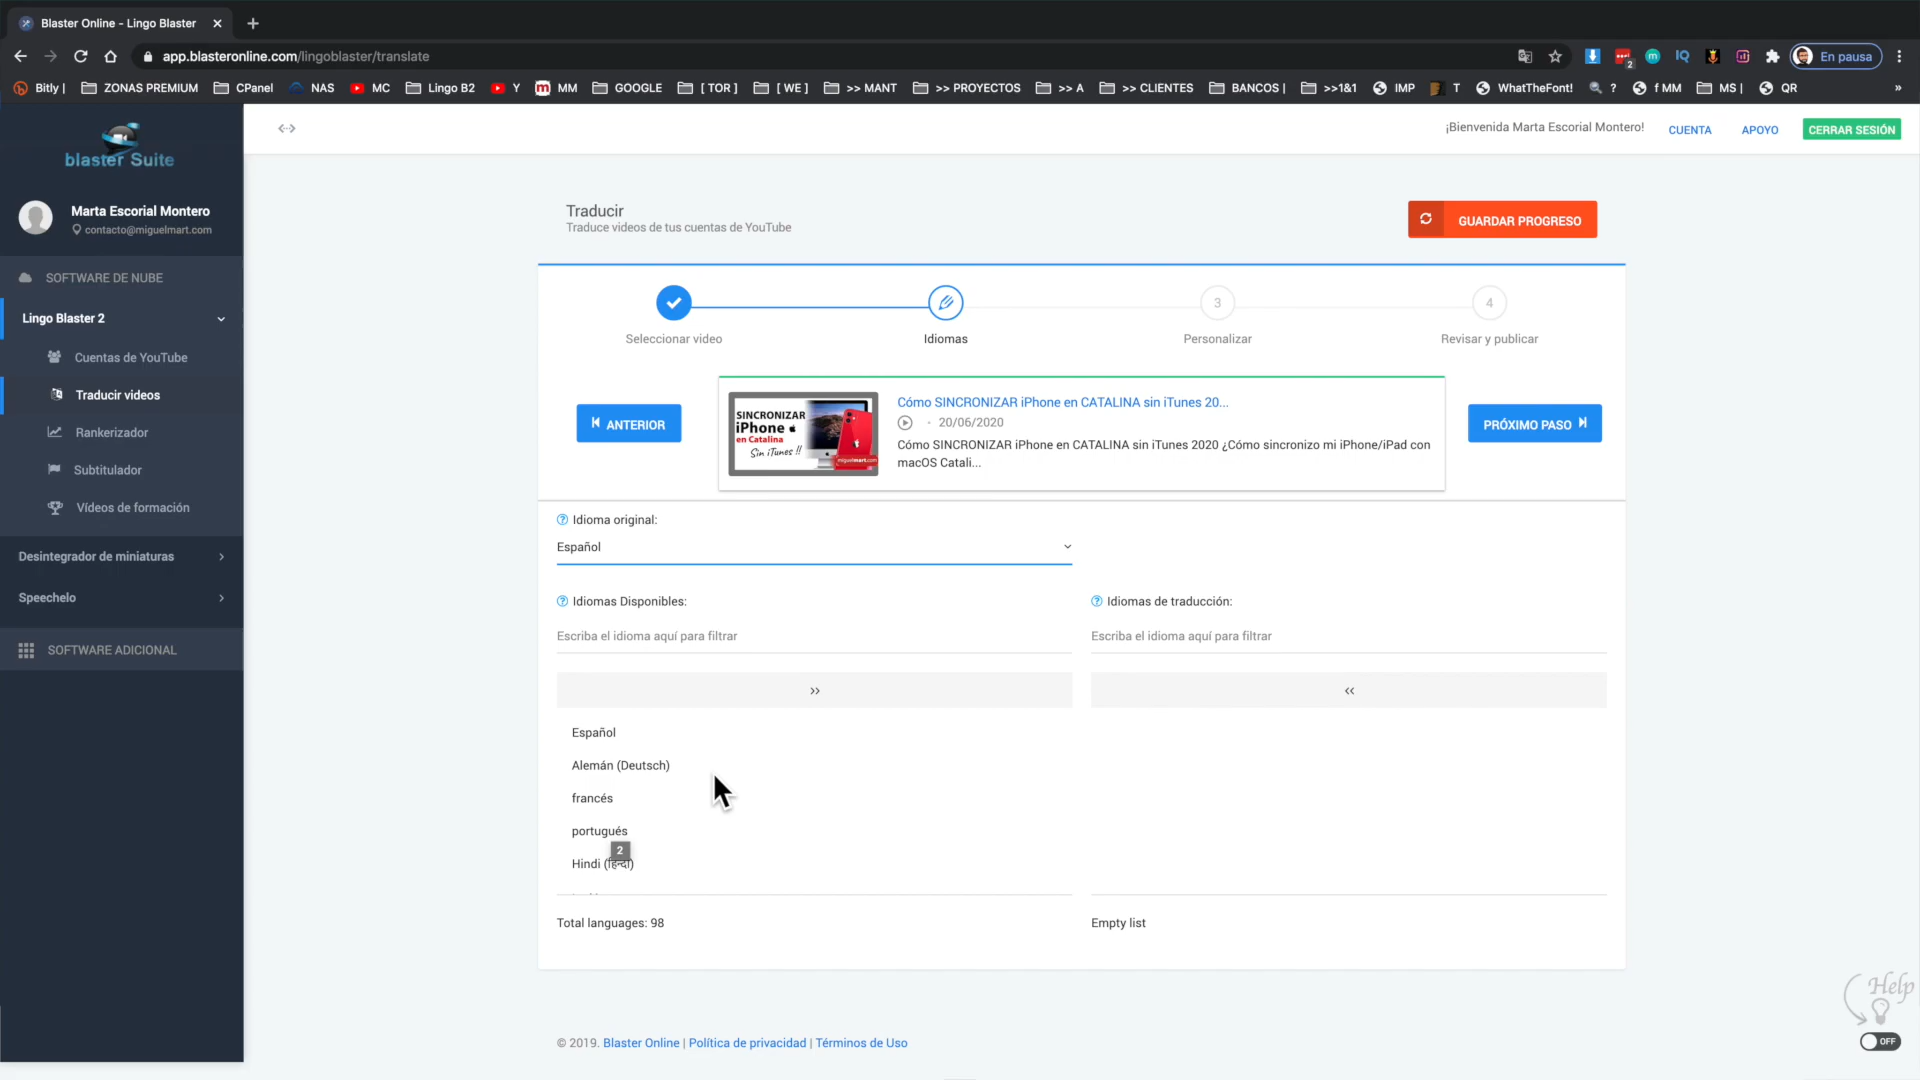 Blaster Online - Lingo Blaster
app.blasteronline.com/lingoblaster/translate
2
IQ
En pausa
Bitly |
ZONAS PREMIUM
CPanel
NAS
MC
Lingo B2
Y
MM
GOOGLE
[ TOR ]
[ WE ]
>> MANT
>> PROYECTOS
>> A
>> CLIENTES
BANCOS |
>>1&1
IMP
T
WhatTheFont!
?
f MM
MS |
QR
»
blaster Suite
¡Bienvenida Marta Escorial Montero!
CUENTA
APOYO
CERRAR SESIÓN
Marta Escorial Montero
contacto@miguelmart.com
SOFTWARE DE NUBE
Lingo Blaster 2
Cuentas de YouTube
Traducir videos
Rankerizador
Subtitulador
Vídeos de formación
Desintegrador de miniaturas
Speechelo
SOFTWARE ADICIONAL
Traducir
Traduce videos de tus cuentas de YouTube
GUARDAR PROGRESO
3
4
Seleccionar video
Idiomas
Personalizar
Revisar y publicar
ANTERIOR
SINCRONIZAR
iPhone
en Catalina
Sin iTunes !!
miguelmart.com
Cómo SINCRONIZAR iPhone en CATALINA sin iTunes 20...
- 20/06/2020
Cómo SINCRONIZAR iPhone en CATALINA sin iTunes 2020 ¿Cómo sincronizo mi iPhone/iPad con
macOS Catali...
PRÓXIMO PASO
Idioma original:
Español
Idiomas Disponibles:
Idiomas de traducción:
Escriba el idioma aquí para filtrar
Escriba el idioma aquí para filtrar
››
‹‹
Español
Alemán (Deutsch)
francés
portugués
2
Hindi (हिन्दी)
Total languages: 98
Empty list
Help
OFF
© 2019. Blaster Online | Política de privacidad | Términos de Uso